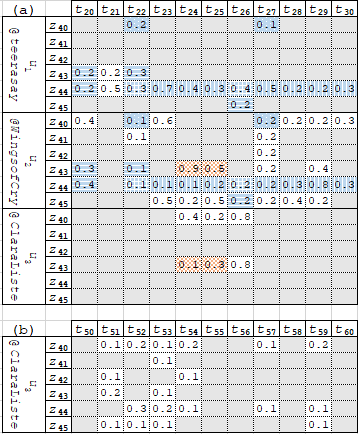 (a) t20 t21 t22 t23 t24 t25 t26 t27 t28 t29 t30
u1
@teerasay
z40 0.2 0.1
z41
z42
z43 0.2 0.2 0.3
z44 0.2 0.5 0.3 0.7 0.4 0.3 0.4 0.5 0.2 0.2 0.3
z45 0.2
u2
@WingsofCry
z40 0.4 0.1 0.6 0.2 0.2 0.2 0.3
z41 0.1 0.2
z42 0.2
z43 0.3 0.1 0.9 0.5 0.2 0.4
z44 0.4 0.1 0.1 0.1 0.2 0.2 0.2 0.3 0.8 0.3
z45 0.5 0.2 0.5 0.2 0.2 0.4 0.2
u3
@ClaraListe
z40 0.4 0.2 0.8
z41
z42
z43 0.1 0.3 0.8
z44
z45
(b) t50 t51 t52 t53 t54 t55 t56 t57 t58 t59 t60
u3
@ClaraListe
z40 0.1 0.2 0.1 0.2 0.1 0.2
z41 0.1
z42 0.1 0.1
z43 0.2 0.1
z44 0.3 0.2 0.1 0.1 0.1
z45 0.1 0.1 0.1 0.1